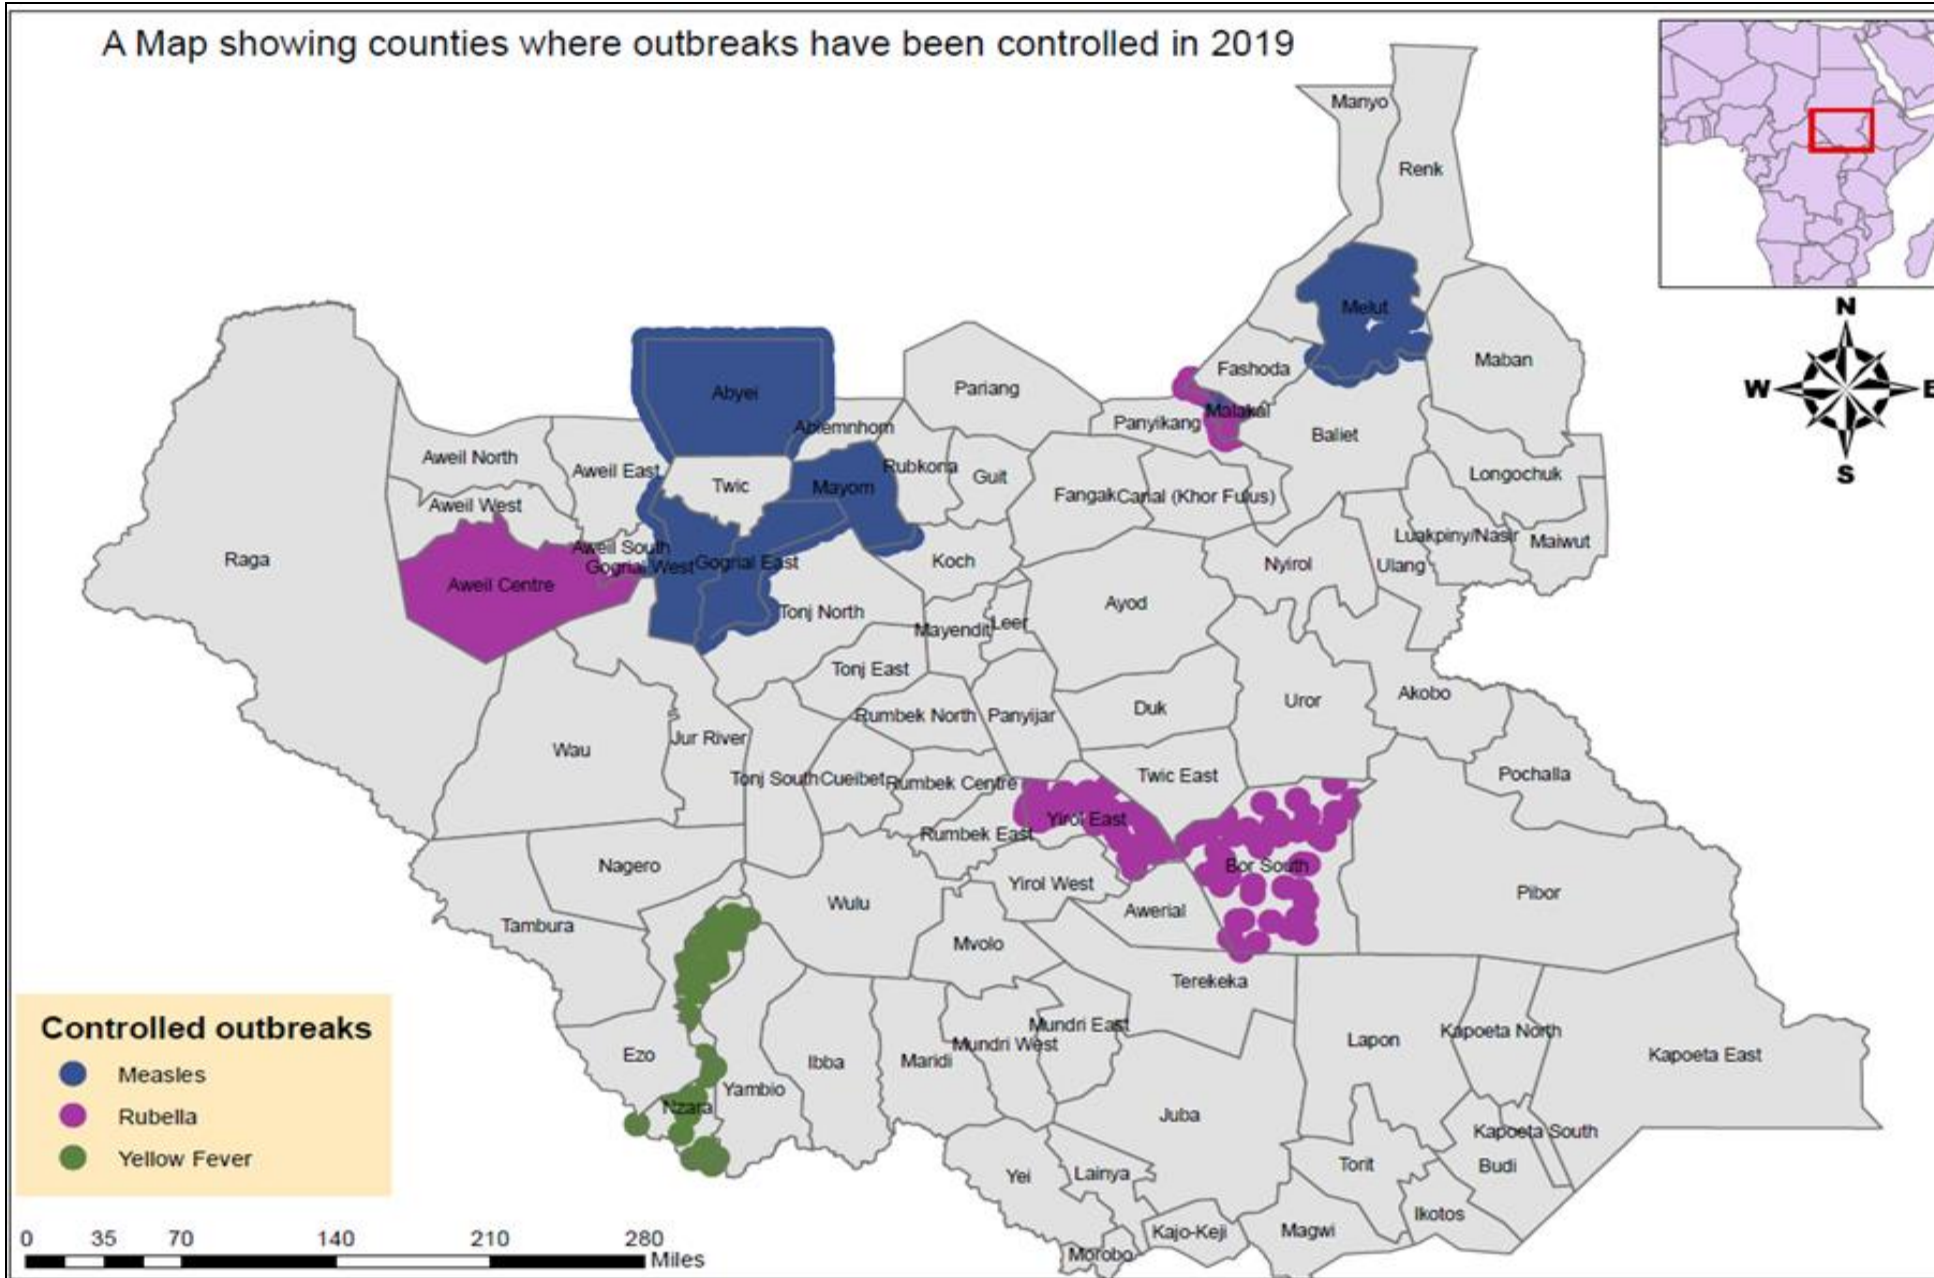 A Map showing counties where outbreaks have been controlled in 2019
Manyo
Renk
N
W
E
S
Melut
Maban
Fashoda
Pariang
Abyei
Malakal
Panyikang
Abiemnhom
Baliet
Aweil North
Aweil East
Twic
Mayom
Rubkona
Guit
Fangak
Canal (Khor Fulus)
Longochuk
Aweil West
Luakpiny/Nasir
Maiwut
Raga
Aweil South
Gogrial West
Gogrial East
Koch
Nyirol
Ulang
Aweil Centre
Tonj North
Ayod
Mayendit
Leer
Tonj East
Akobo
Uror
Duk
Rumbek North
Panyijar
Wau
Jur River
Tonj South
Cueibet
Rumbek Centre
Twic East
Pochalla
Yirol East
Rumbek East
Nagero
Bor South
Yirol West
Pibor
Wulu
Awerial
Tambura
Mvolo
Terekeka
Mundri East
Kapoeta North
Lapon
Mundri West
Ezo
Ibba
Maridi
Kapoeta East
Yambio
Nzara
Juba
Kapoeta South
Torit
Budi
Yei
Lainya
Ikotos
Kajo-Keji
Magwi
Morobo
Controlled outbreaks
Measles
Rubella
Yellow Fever
0 35 70 140 210 280
Miles